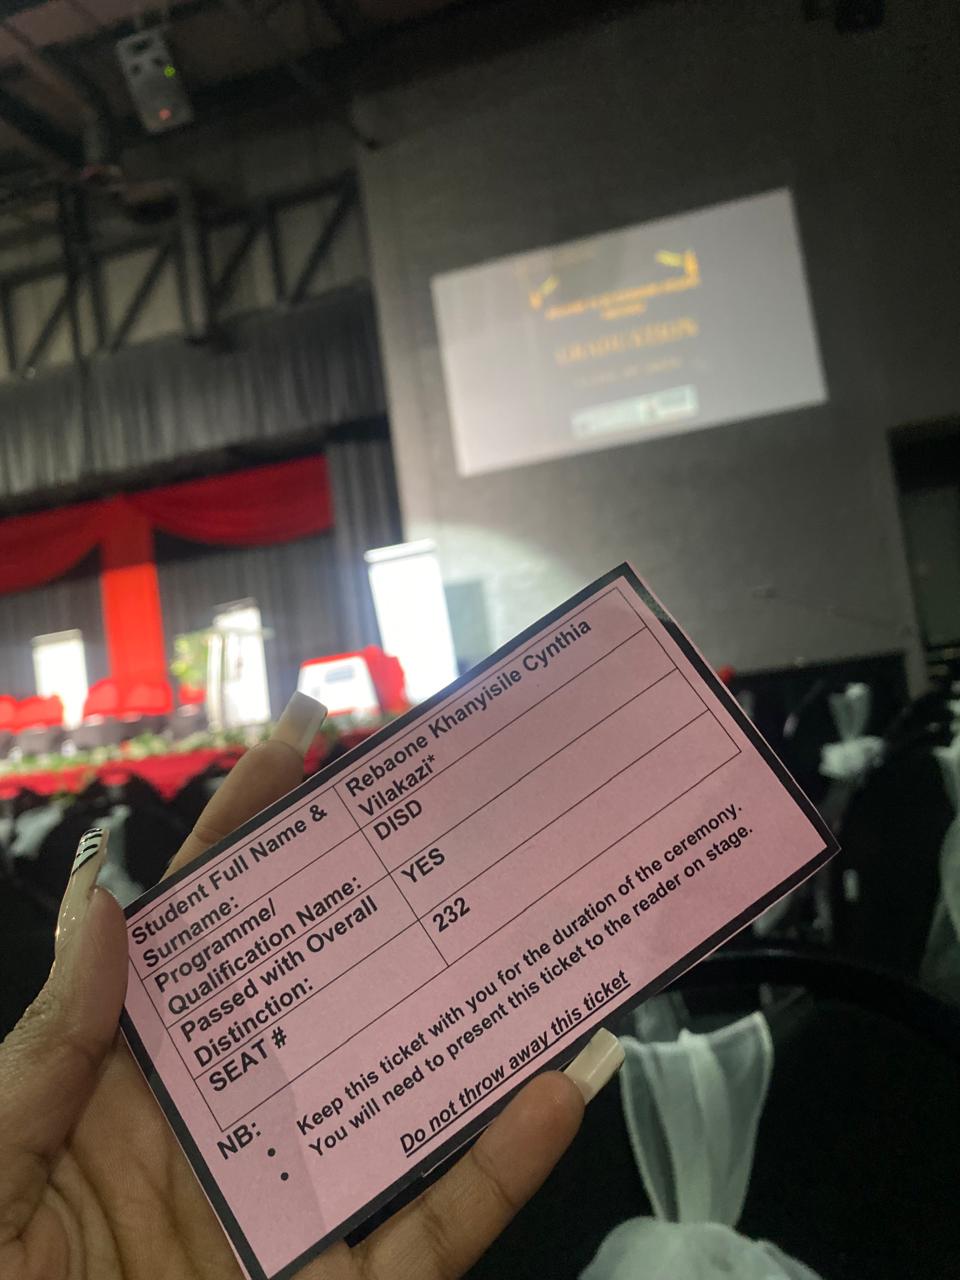 Student Full Name &
Surname:
Rebaone Khanyisile Cynthia
Vilakazi*
Programme/
Qualification Name:
DISD
Passed with Overall
Distinction:
YES
SEAT #
232
NB:
• Keep this ticket with you for the duration of the ceremony.
• You will need to present this ticket to the reader on stage.
Do not throw away this ticket
GRADUATION